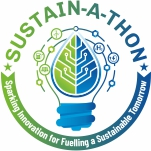 SUSTAIN-A-THON
Sparking Innovation for Fuelling a Sustainable Tomorrow